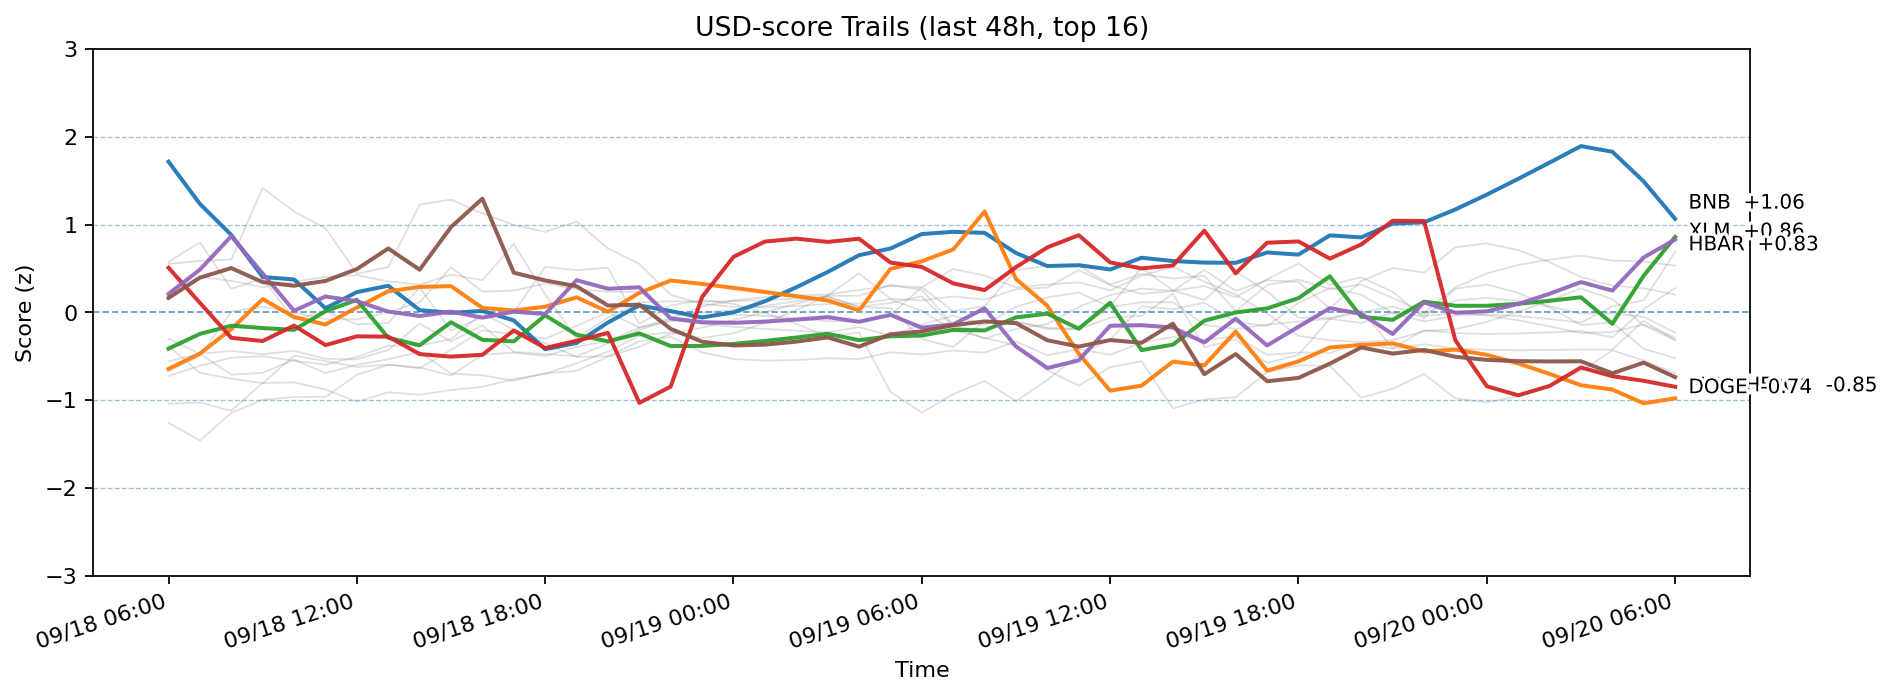 USD-score Trails (last 48h, top 16)
Score (z)
3
2
1
0
−1
−2
−3
BNB +1.06
XLM +0.86
HBAR +0.83
DOGE -0.74
-0.85
09/18 06:00
09/18 12:00
09/18 18:00
09/19 00:00
09/19 06:00
09/19 12:00
09/19 18:00
09/20 00:00
09/20 06:00
Time